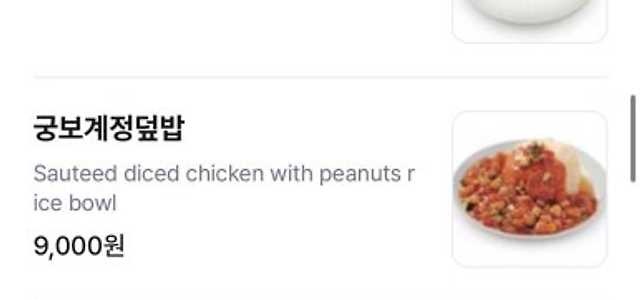 궁보계정덮밥
Sauteed diced chicken with peanuts r
ice bowl
9,000원